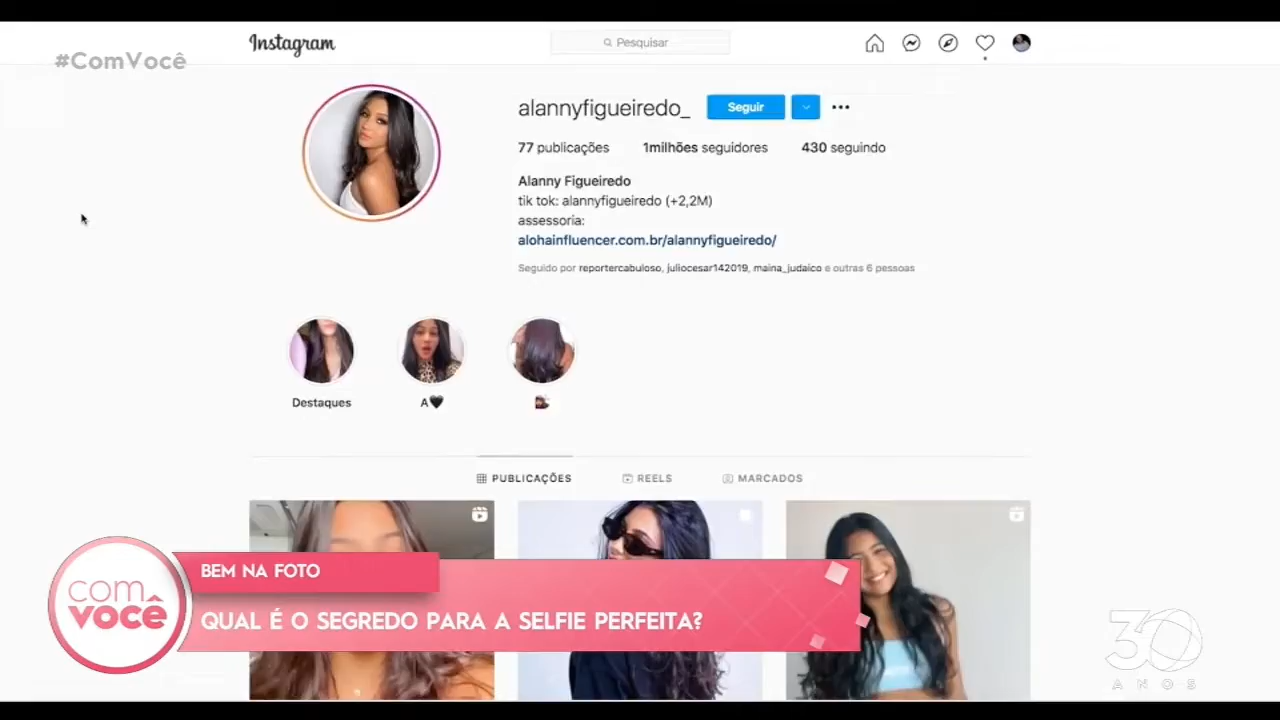 #ComVocê
Instagram
Pesquisar
alannyfigueiredo_
Seguir
77 publicações
1milhões seguidores
430 seguindo
Alanny Figueiredo
tik tok: alannyfigueiredo (+2,2M)
assessoria:
alohainfluencer.com.br/alannyfigueiredo/
Seguido por reportercabuloso, juliocesar142019, maina_judaico e outras 6 pessoas
Destaques
A🖤
PUBLICAÇÕES
REELS
MARCADOS
com
você
BEM NA FOTO
QUAL É O SEGREDO PARA A SELFIE PERFEITA?
30
ANOS